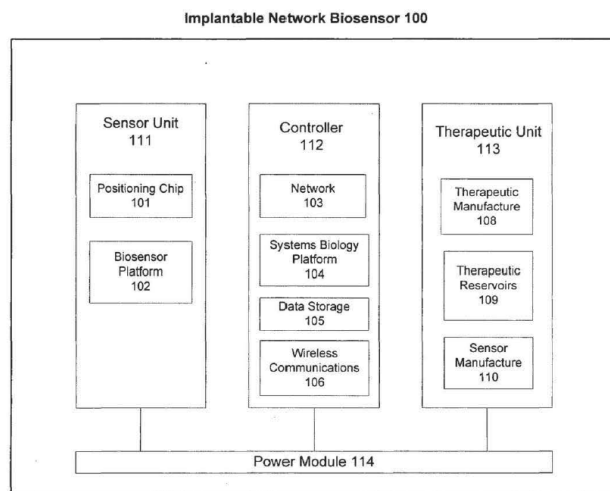 Implantable Network Biosensor 100
Sensor Unit
111
Positioning Chip
101
Biosensor
Platform
102
Controller
112
Network
103
Systems Biology
Platform
104
Data Storage
105
Wireless
Communications
106
Therapeutic Unit
113
Therapeutic
Manufacture
108
Therapeutic
Reservoirs
109
Sensor
Manufacture
110
Power Module 114